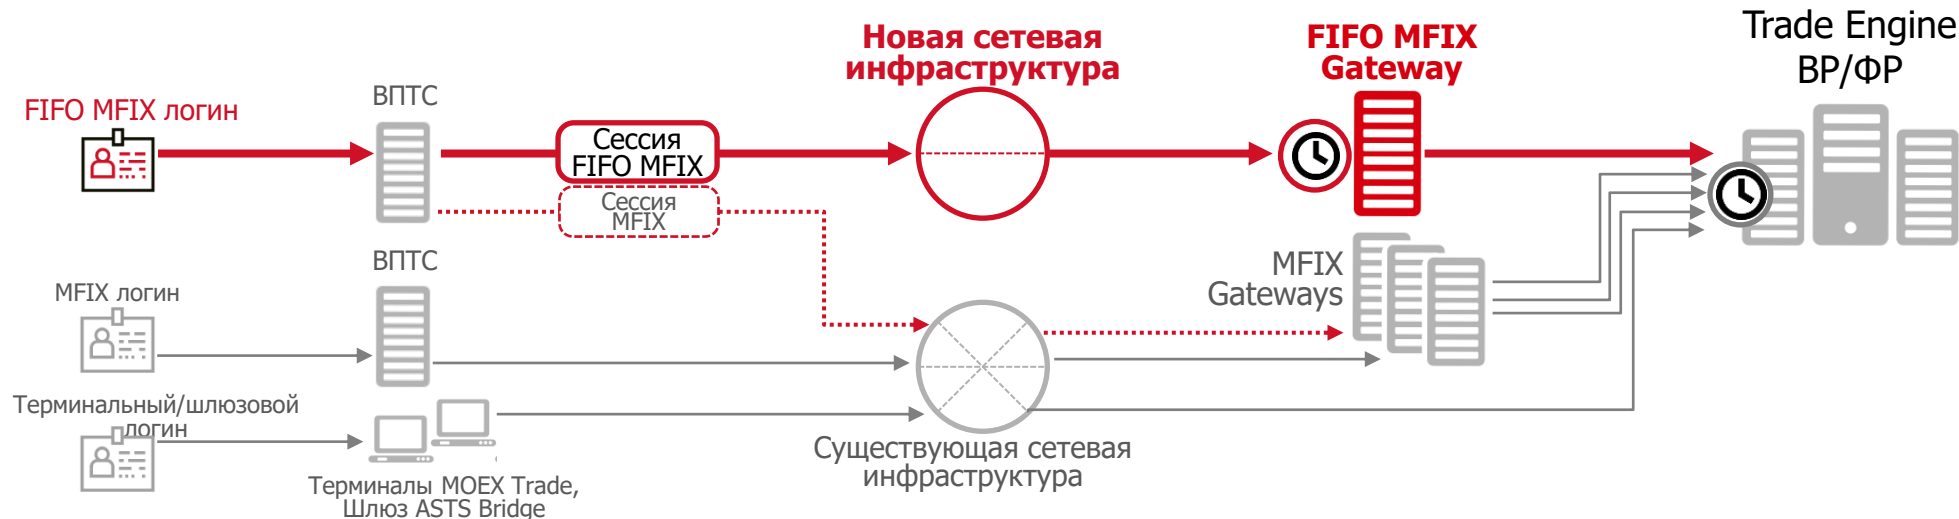 Новая сетевая
инфраструктура
FIFO MFIX
Gateway
Trade Engine
ВР/ФР
FIFO MFIX логин
ВПТС
Сессия
FIFO MFIX
Сессия
MFIX
ВПТС
MFIX
Gateways
MFIX логин
Терминальный/шлюзовой
логин
Существующая сетевая
инфраструктура
Терминалы MOEX Trade,
Шлюз ASTS Bridge